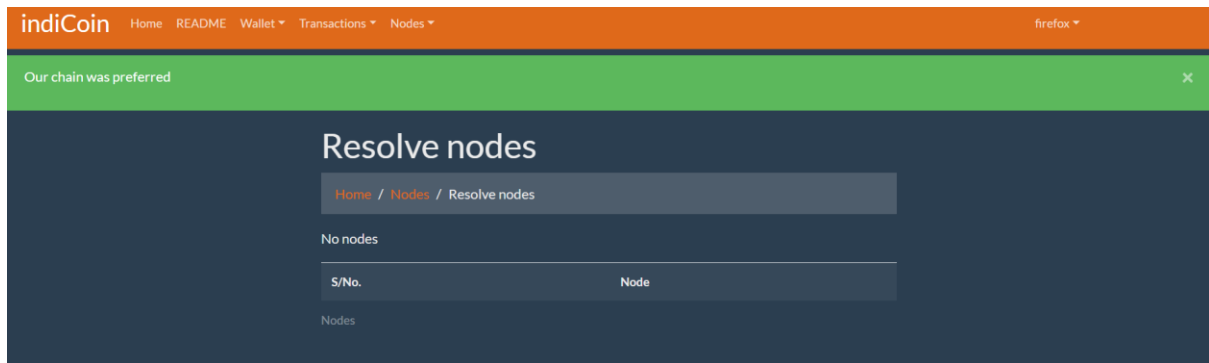 indiCoin Home README Wallet Transactions Nodes firefox
Our chain was preferred ×
Resolve nodes
Home / Nodes / Resolve nodes
No nodes
S/No. Node
Nodes